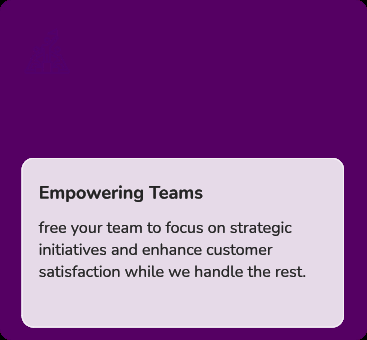 Empowering Teams
free your team to focus on strategic
initiatives and enhance customer
satisfaction while we handle the rest.